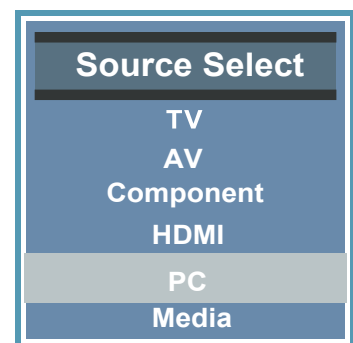 Source Select
TV
AV
Component
HDMI
PC
Media